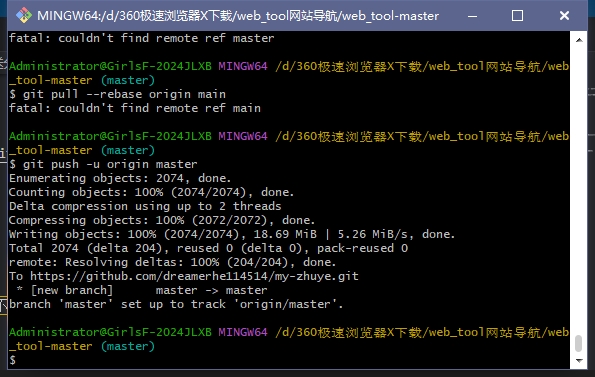 MINGW64:/d/360极速浏览器X下载/web_tool网站导航/web_tool-master
fatal: couldn't find remote ref master
Administrator@GirlsF-2024JLXB MINGW64 /d/360极速浏览器X下载/web_tool网站导航/web
_tool-master (master)
$ git pull --rebase origin main
fatal: couldn't find remote ref main
Administrator@GirlsF-2024JLXB MINGW64 /d/360极速浏览器X下载/web_tool网站导航/web
_tool-master (master)
$ git push -u origin master
Enumerating objects: 2074, done.
Counting objects: 100% (2074/2074), done.
Delta compression using up to 2 threads
Compressing objects: 100% (2072/2072), done.
Writing objects: 100% (2074/2074), 18.69 MiB | 5.26 MiB/s, done.
Total 2074 (delta 204), reused 0 (delta 0), pack-reused 0
remote: Resolving deltas: 100% (204/204), done.
To https://github.com/dreamerhe114514/my-zhuye.git
 * [new branch]      master -> master
branch 'master' set up to track 'origin/master'.
Administrator@GirlsF-2024JLXB MINGW64 /d/360极速浏览器X下载/web_tool网站导航/web
_tool-master (master)
$